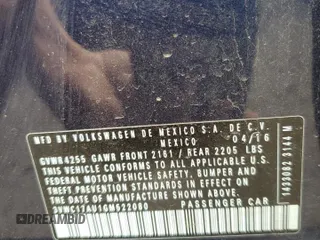 MFD BY VOLKSWAGEN DE MEXICO S.A. DE C.V.
MEXICO 04/16
GVWR 4255 GAWR FRONT 2161 / REAR 2205 LBS
THIS VEHICLE CONFORMS TO ALL APPLICABLE
FEDERAL MOTOR VEHICLE SAFETY, BUMPER,
AND THEFT PREVENTION STANDARDS IN EFFECT
ON THE DATE OF MANUFACTURE SHOWN ABOVE.
PASSENGER CAR
DREAMBID
DREAMBID.COM